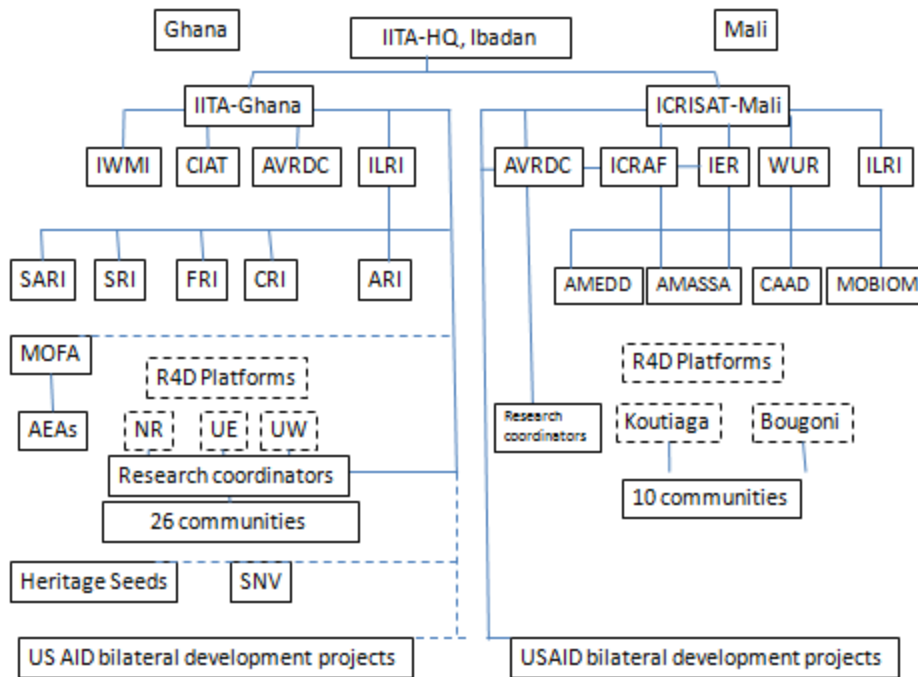 Ghana
IITA-HQ, Ibadan
Mali
IITA-Ghana
ICRISAT-Mali
IWMI
CIAT
AVRDC
ILRI
AVRDC
ICRAF
IER
WUR
ILRI
SARI
SRI
FRI
CRI
ARI
AMEDD
AMASSA
CAAD
MOBIOM
MOFA
R4D Platforms
R4D Platforms
AEAs
NR
UE
UW
Research
coordinators
Koutiaga
Bougoni
Research coordinators
10 communities
26 communities
Heritage Seeds
SNV
US AID bilateral development projects
USAID bilateral development projects